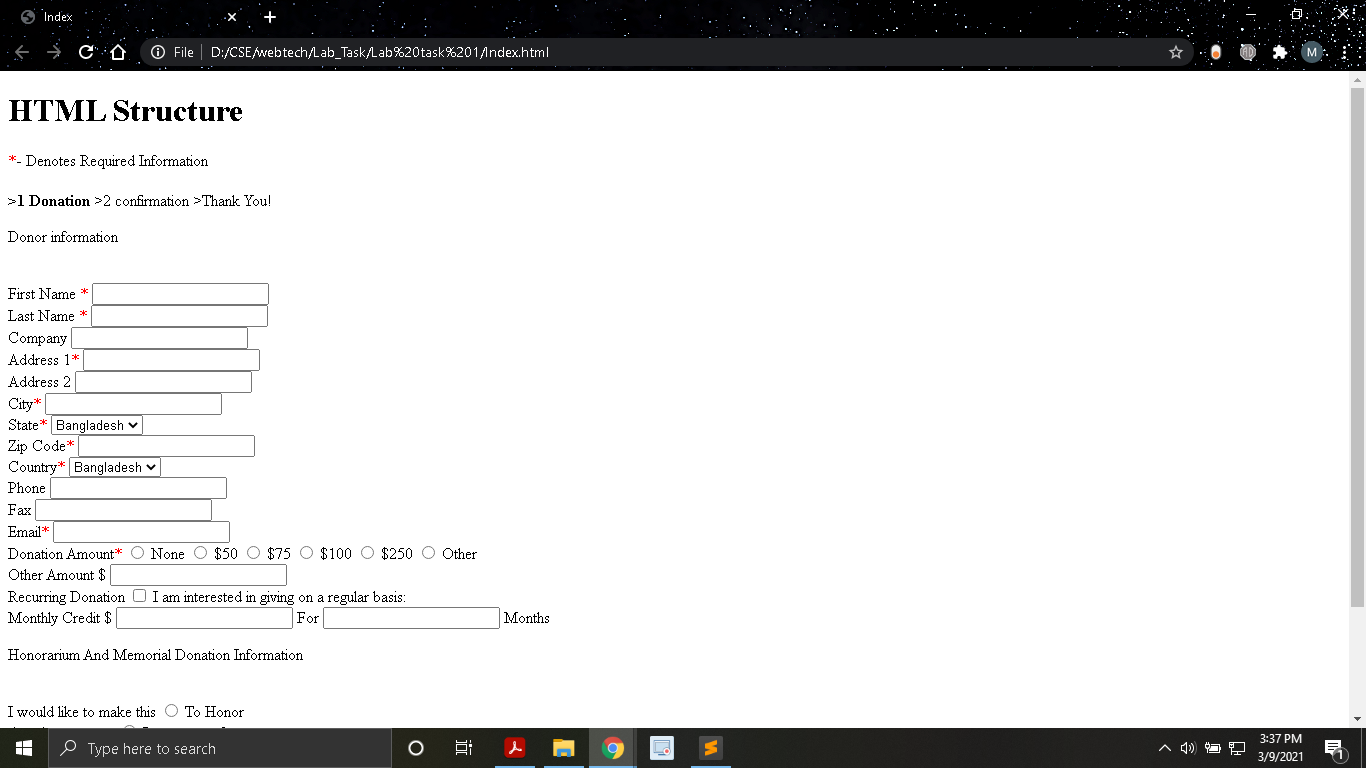 Index
File D:/CSE/webtech/Lab_Task/Lab%20task%201/Index.html
M
HTML Structure
*- Denotes Required Information
>1 Donation >2 confirmation >Thank You!
Donor information
First Name *
Last Name *
Company
Address 1*
Address 2
City*
State* Bangladesh
Zip Code*
Country* Bangladesh
Phone
Fax
Email*
Donation Amount* None $50 $75 $100 $250 Other
Other Amount $
Recurring Donation I am interested in giving on a regular basis:
Monthly Credit $ For Months
Honorarium And Memorial Donation Information
I would like to make this To Honor
Type here to search
3:37 PM
3/9/2021
1